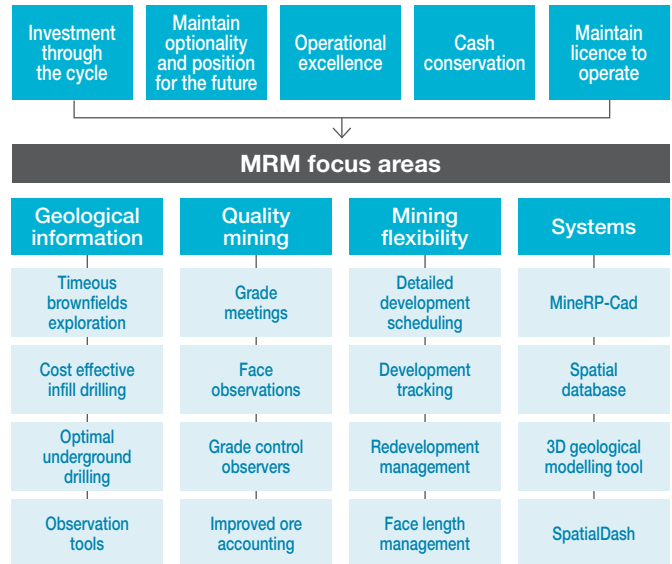 Investment
through
the cycle
Maintain
optionality
and position
for the future
Operational
excellence
Cash
conservation
Maintain
licence to
operate
MRM focus areas
Geological
information
Quality
mining
Mining
flexibility
Systems
Timeous
brownfields
exploration
Grade
meetings
Detailed
development
scheduling
MineRP-Cad
Cost effective
infill drilling
Face
observations
Development
tracking
Spatial
database
Optimal
underground
drilling
Grade control
observers
Redevelopment
management
3D geological
modelling tool
Observation
tools
Improved ore
accounting
Face length
management
SpatialDash